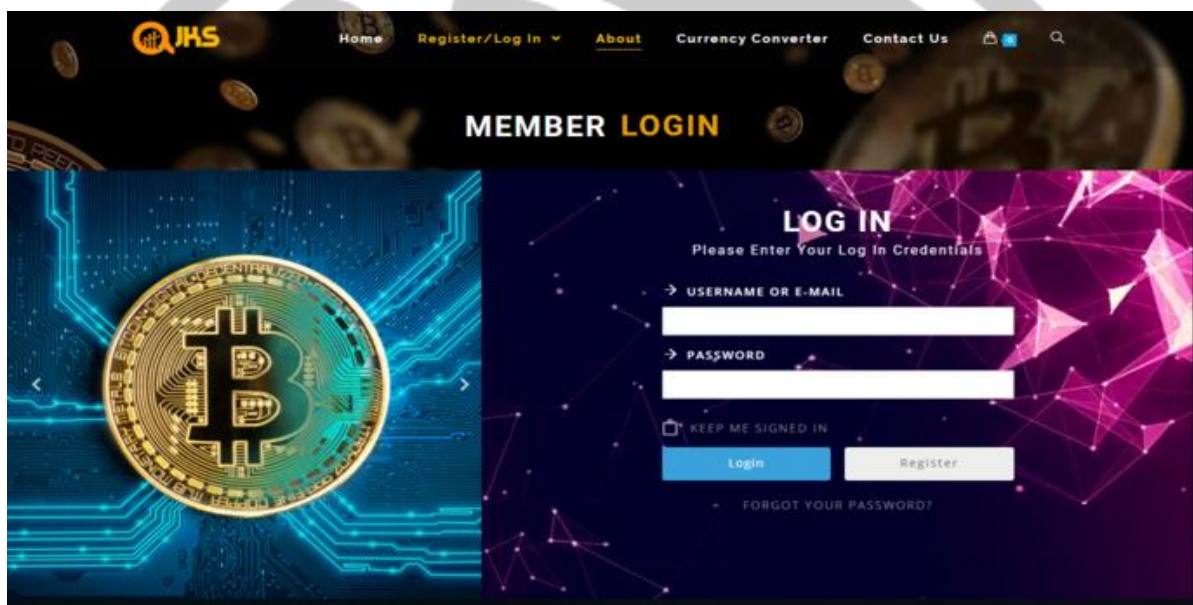 JKS
Home Register/Log In About Currency Converter Contact Us
MEMBER LOGIN
LOG IN
Please Enter Your Log In Credentials
→ USERNAME OR E-MAIL
→ PASSWORD
KEEP ME SIGNED IN
Login Register
FORGOT YOUR PASSWORD?